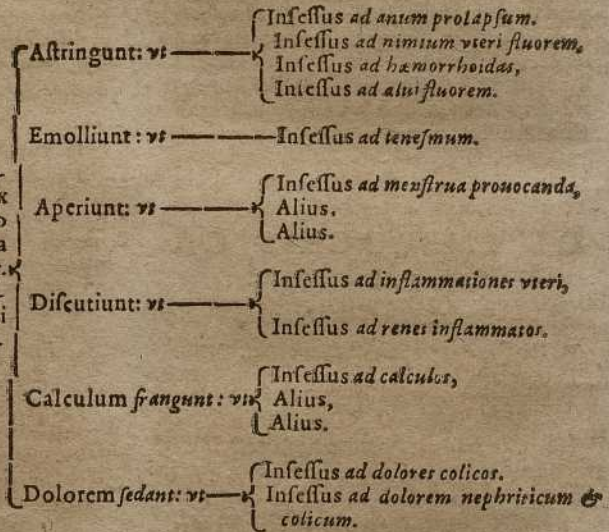 Inſeſſus ad anum prolapſum.
Aſtringunt: vt Inſeſſus ad nimium vteri fluorem,
Inſeſſus ad hæmorrhoidas,
Inſeſſus ad alui fluorem.
Emolliunt: vt Inſeſſus ad teneſmum.
Inſeſſus ad menſtrua prouocanda,
Aperiunt: vt Alius.
Alius.
Inſeſſus ad inflammationes vteri,
Diſcutiunt: vt
Inſeſſus ad renes inflammatos.
Inſeſſus ad calculos,
Calculum frangunt: vt Alius,
Alius.
Inſeſſus ad dolores colicos.
Dolorem ſedant: vt Inſeſſus ad dolorem nephriticum &
colicum.